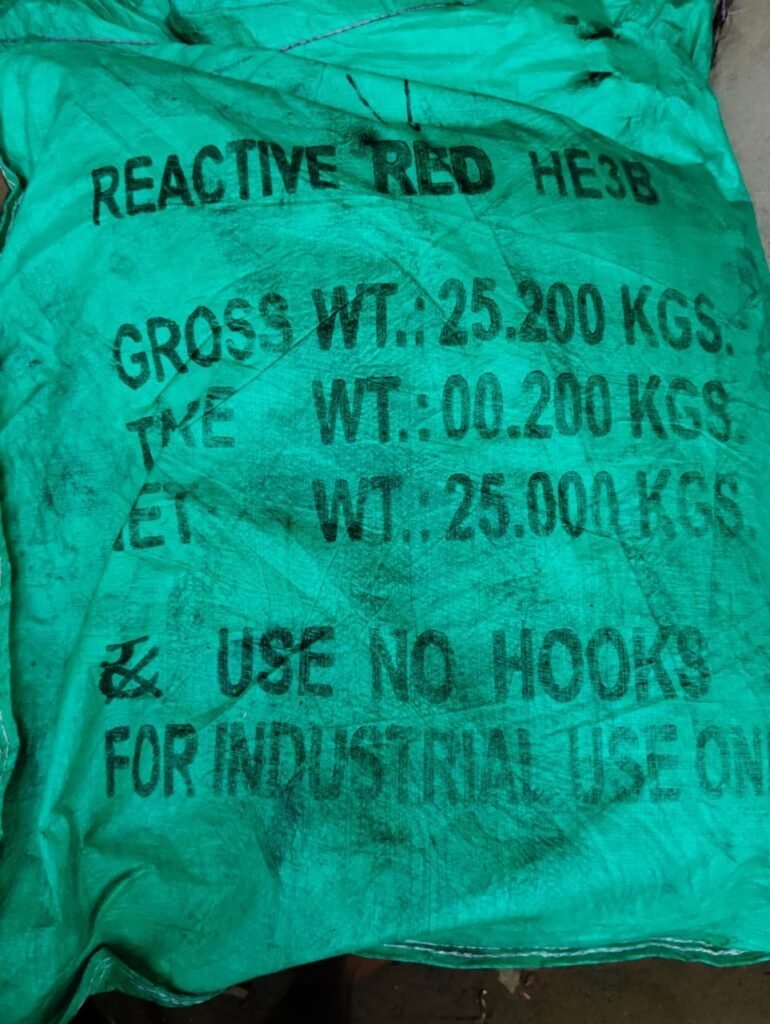 REACTIVE RED HE3B
GROSS WT.: 25.200 KGS.
WT.: 00.200 KGS.
WT.: 25.000 KGS.
& USE NO HOOKS
FOR INDUSTRIAL USE ON